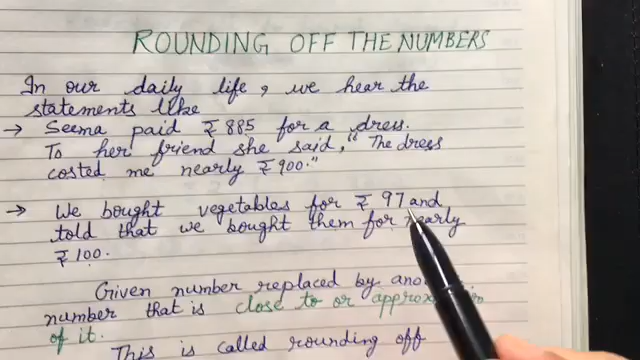 ROUNDING OFF THE NUMBERS
In our daily life, we hear the
statements like
→ Seema paid ₹ 885 for a dress.
To her friend she said, "The dress
costed me nearly ₹ 900."
→ We bought vegetables for ₹ 97 and
told that we bought them for nearly
₹ 100.
Given number replaced by
number that is close to or
of it.
This is called rounding off